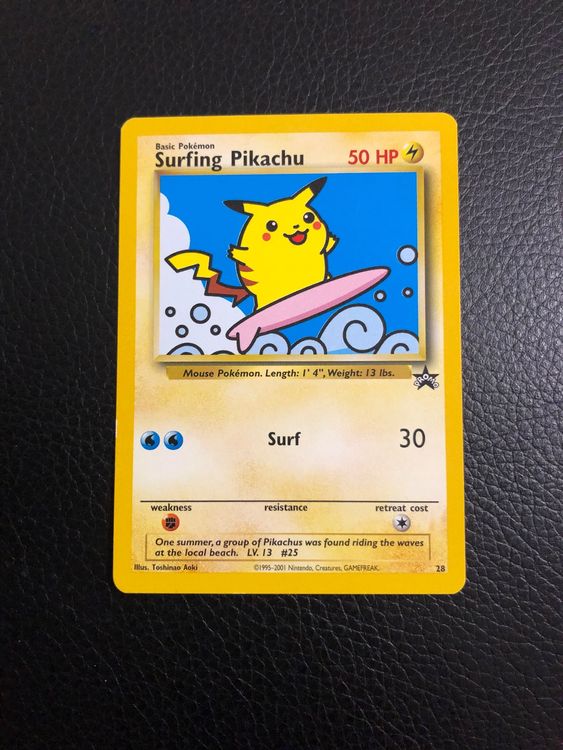 Basic Pokémon
Surfing Pikachu 50 HP
Mouse Pokémon. Length: 1' 4", Weight: 13 lbs.
PROMO
Surf 30
weakness resistance retreat cost
One summer, a group of Pikachus was found riding the waves
at the local beach. LV. 13 #25
Illus. Toshinao Aoki ©1995-2001 Nintendo, Creatures, GAMEFREAK. 28